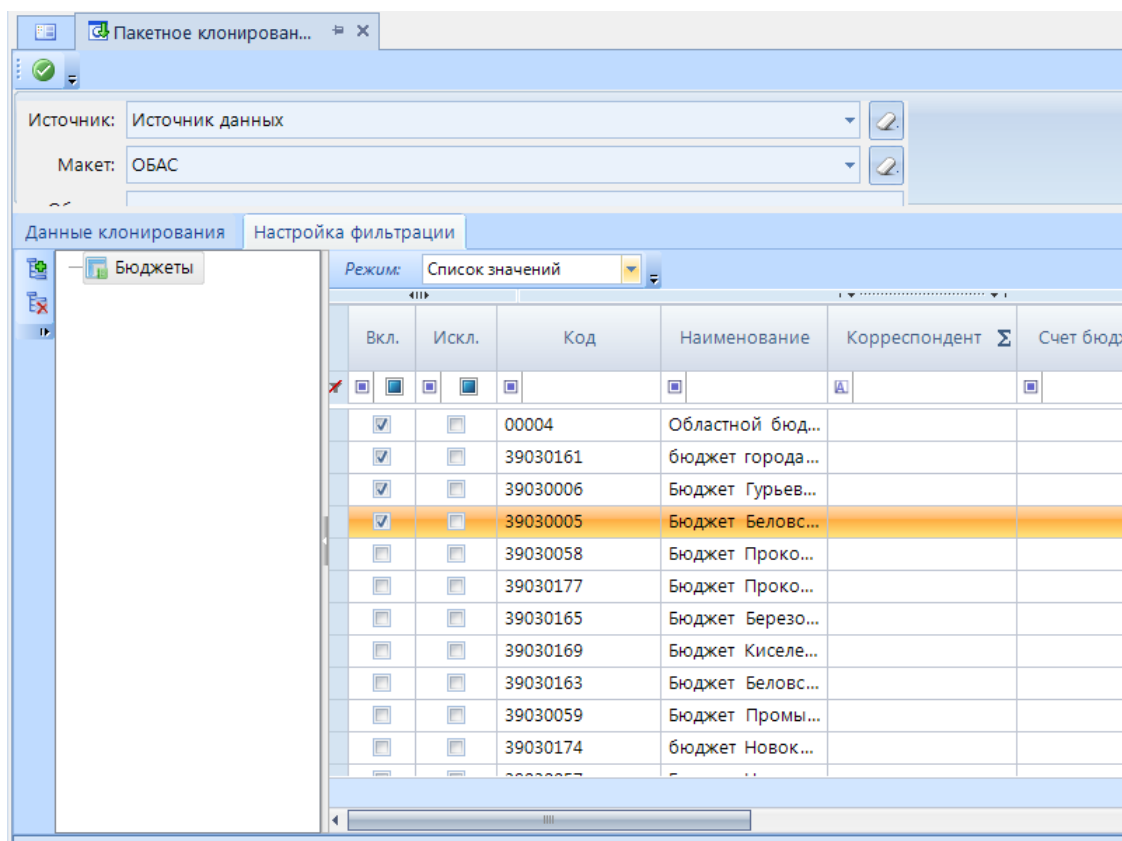 Пакетное клонирован...
Источник: Источник данных
Макет: ОБАС
Данные клонирования Настройка фильтрации
Бюджеты
Режим: Список значений
Вкл. Искл. Код Наименование Корреспондент Σ Счет бюдж
A
00004 Областной бюд...
39030161 бюджет города...
39030006 Бюджет Гурьев...
39030005 Бюджет Беловс...
39030058 Бюджет Проко...
39030177 Бюджет Проко...
39030165 Бюджет Березо...
39030169 Бюджет Киселе...
39030163 Бюджет Беловс...
39030059 Бюджет Промы...
39030174 бюджет Новок...